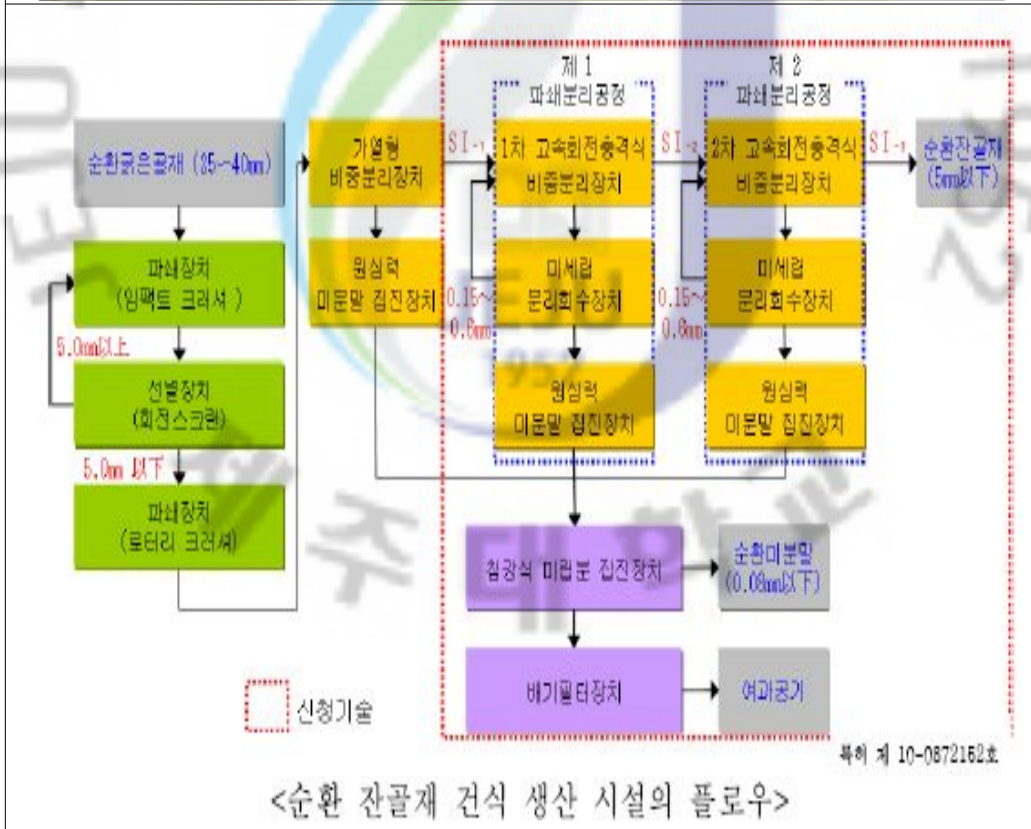 제 1
파쇄분리공정
제 2
파쇄분리공정
순환굵은골재 (25~40mm)
가열형
비중분리장치
SI-1
1차 고속회전충격식
비중분리장치
SI-2
2차 고속회전충격식
비중분리장치
SI-3
순환잔골재
(5mm以下)
파쇄장치
(임팩트 크러셔 )
원심력
미분말 집진장치
0.15~
0.6mm
미세립
분리회수장치
0.15~
0.6mm
미세립
분리회수장치
5.0mm以上
선별장치
(회전스크린)
원심력
미분말 집진장치
원심력
미분말 집진장치
5.0mm 以下
파쇄장치
(로터리 크러셔)
침강식 미립분 집진장치
순환미분말
(0.08mm以下)
배기필터장치
여과공기
신청기술
특허 제 10-0872152호
<순환 잔골재 건식 생산 시설의 플로우>
JEJU
1952
제주대학교